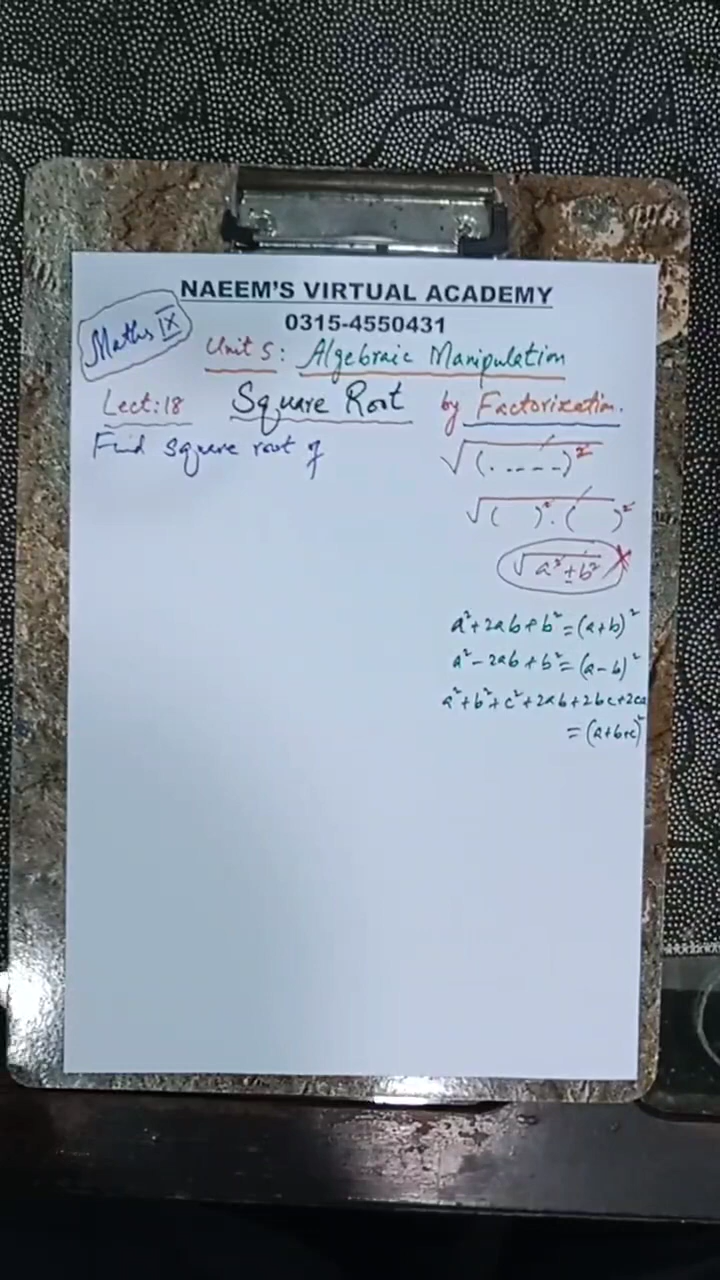 NAEEM'S VIRTUAL ACADEMY
0315-4550431
Maths IX
Unit 5: Algebraic Manipulation
Lect:18 Square Root by Factorization.
Find square root of
√(.....)²
√( )².( )²
√a²±b² ×
a²+2ab+b²=(a+b)²
a²-2ab+b²=(a-b)²
a²+b²+c²+2ab+2bc+2ca
=(a+b+c)²